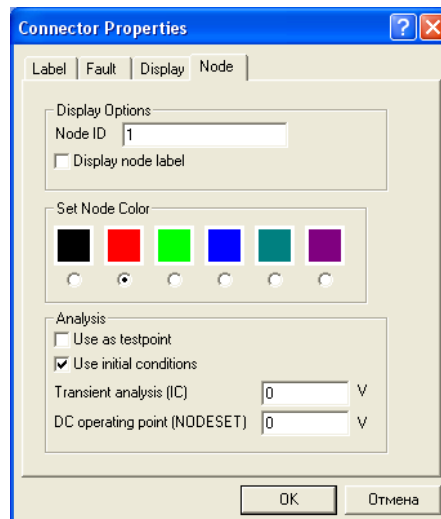 Connector Properties
Label Fault Display Node
Display Options
Node ID 1
Display node label
Set Node Color
Analysis
Use as testpoint
Use initial conditions
Transient analysis (IC) 0 V
DC operating point (NODESET) 0 V
OK Отмена